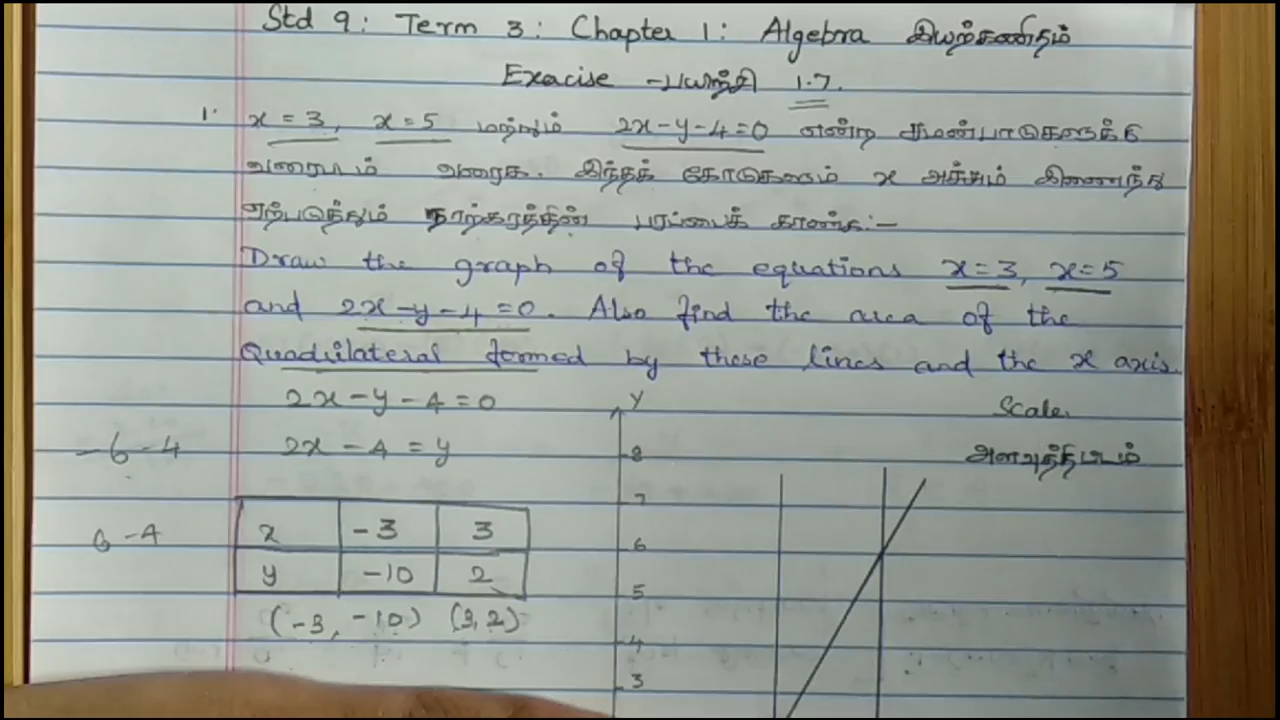 Std 9: Term 3: Chapter 1: Algebra இயற்கணிதம்
Exacise - பயிற்சி 1.7.
1. x = 3, x = 5 மற்றும் 2x-y-4=0 என்ற சமன்பாடுகளுக்கு
வரைபடம் வரைக. இந்தக் கோடுகளும் x அச்சும் இணைந்து
ஏற்படுத்தும் நாற்கரத்தின் பரப்பைக் காண்க:-
Draw the graph of the equations x=3, x=5
and 2x-y-4=0. Also find the area of the
Quadrilateral formed by these lines and the x axis.
2x-y-4=0
2x-4=y
-6-4
6-4
x -3 3
y -10 2
(-3, -10) (3,2)
Y
8
7
6
5
4
3
Scale.
அளவுத்திட்டம்